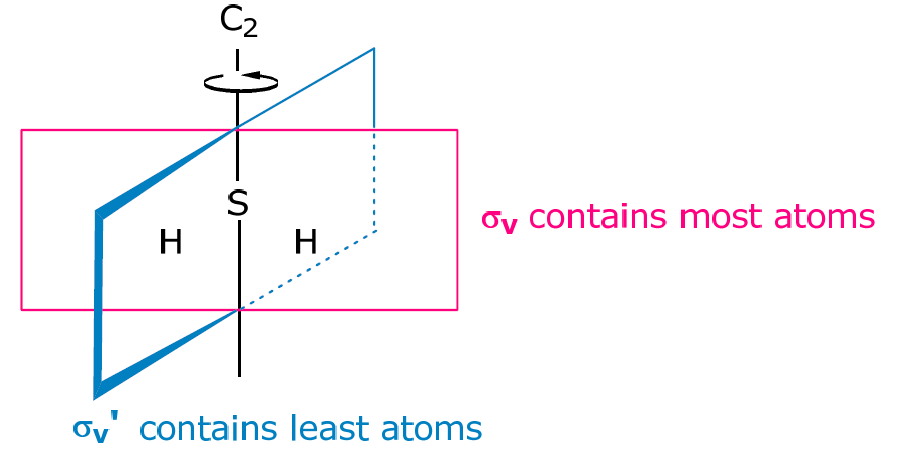 C₂
S
H H
σᵥ contains most atoms
σᵥ' contains least atoms